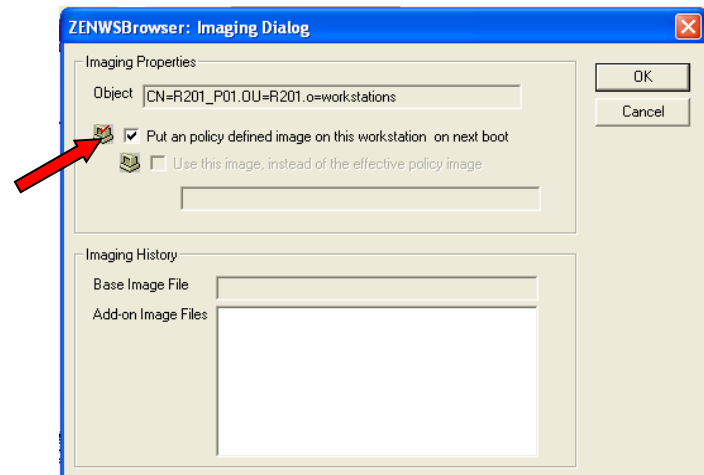 ZENWSBrowser: Imaging Dialog
Imaging Properties
Object CN=R201_P01.OU=R201.o=workstations
OK
Cancel
Put an policy defined image on this workstation on next boot
Use this image, instead of the effective policy image
Imaging History
Base Image File
Add-on Image Files